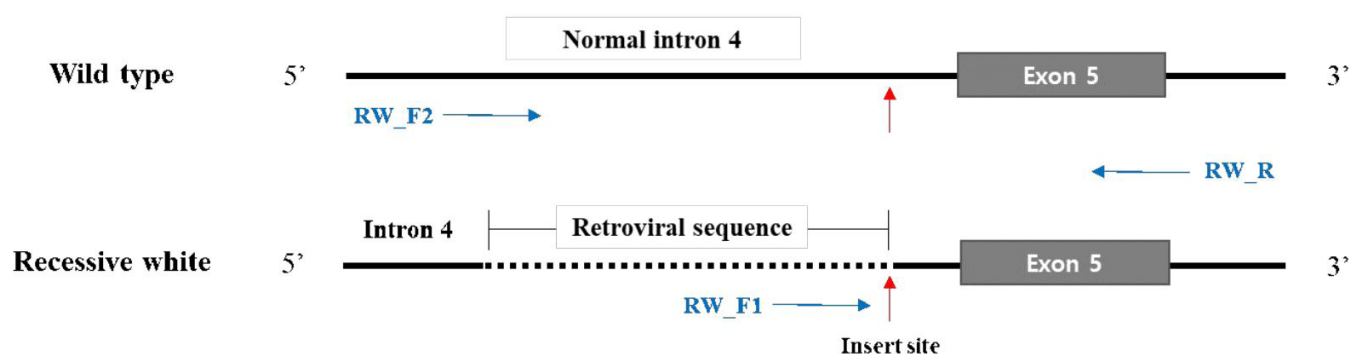 Normal intron 4
Wild type 5’ Exon 5 3’
RW_F2
RW_R
Intron 4 Retroviral sequence
Recessive white 5’ Exon 5 3’
RW_F1
Insert site